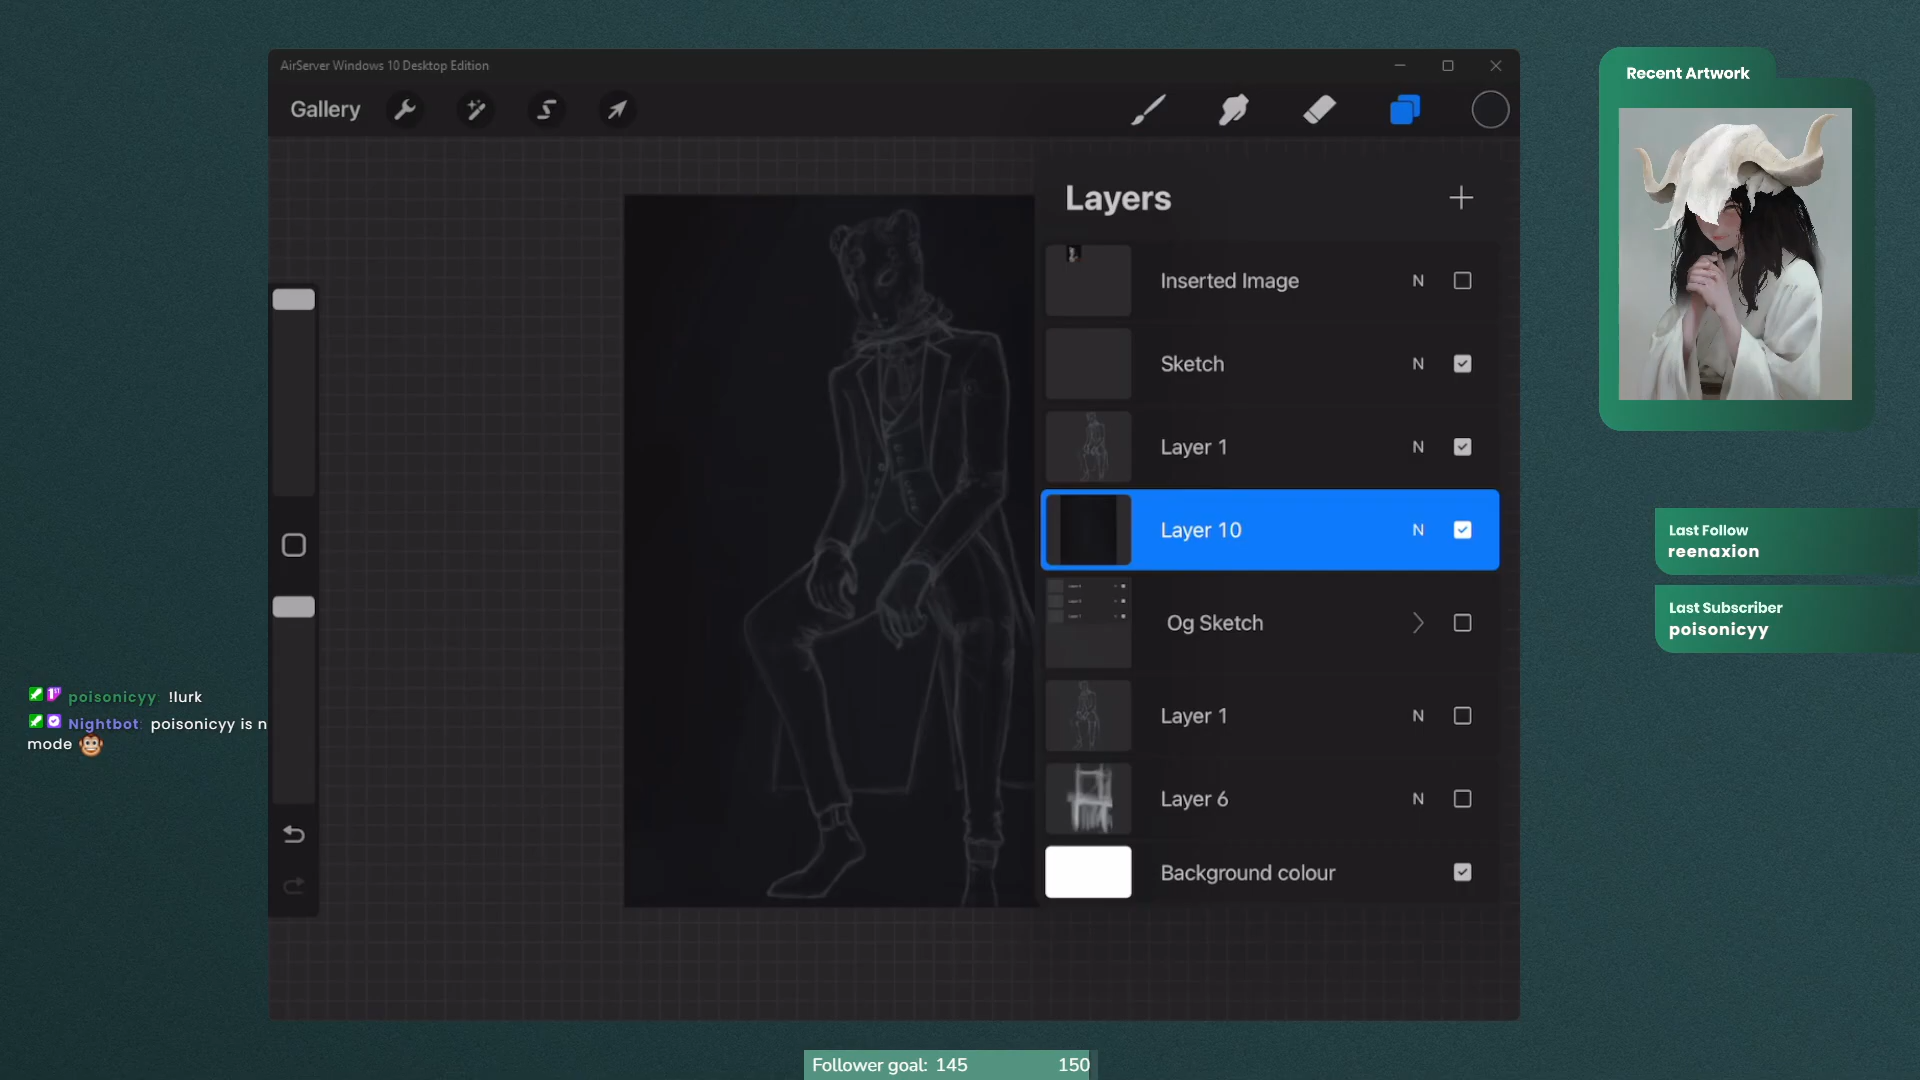 AirServer Windows 10 Desktop Edition
Gallery
Layers
Inserted Image N
Sketch N
Layer 1 N
Layer 10 N
Og Sketch
Layer 1 N
Layer 6 N
Background colour
Recent Artwork
Last Follow
reenaxion
Last Subscriber
poisonicyy
poisonicyy: !lurk
Nightbot: poisonicyy is n
mode
Follower goal: 145 150